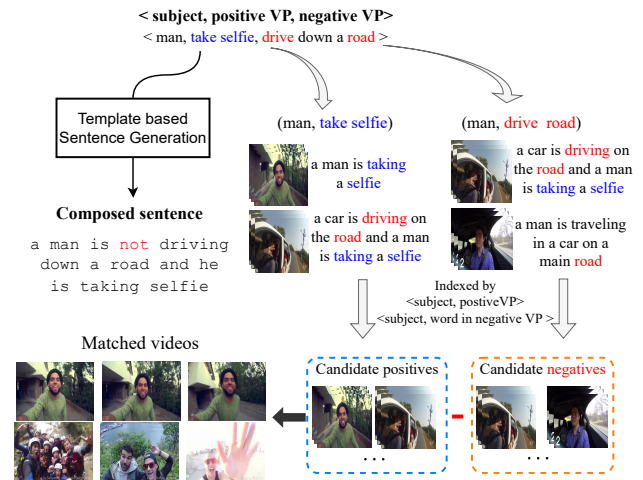 < subject, positive VP, negative VP>
< man, take selfie, drive down a road >
Template based
Sentence Generation
Composed sentence
a man is not driving
down a road and he
is taking selfie
(man, take selfie)
a man is taking
a selfie
a car is driving on
the road and a man
is taking a selfie
(man, drive road)
a car is driving on
the road and a man
is taking a selfie
a man is traveling
in a car on a
main road
Indexed by
<subject, postiveVP>
<subject, word in negative VP >
Matched videos
Candidate positives
...
Candidate negatives
...